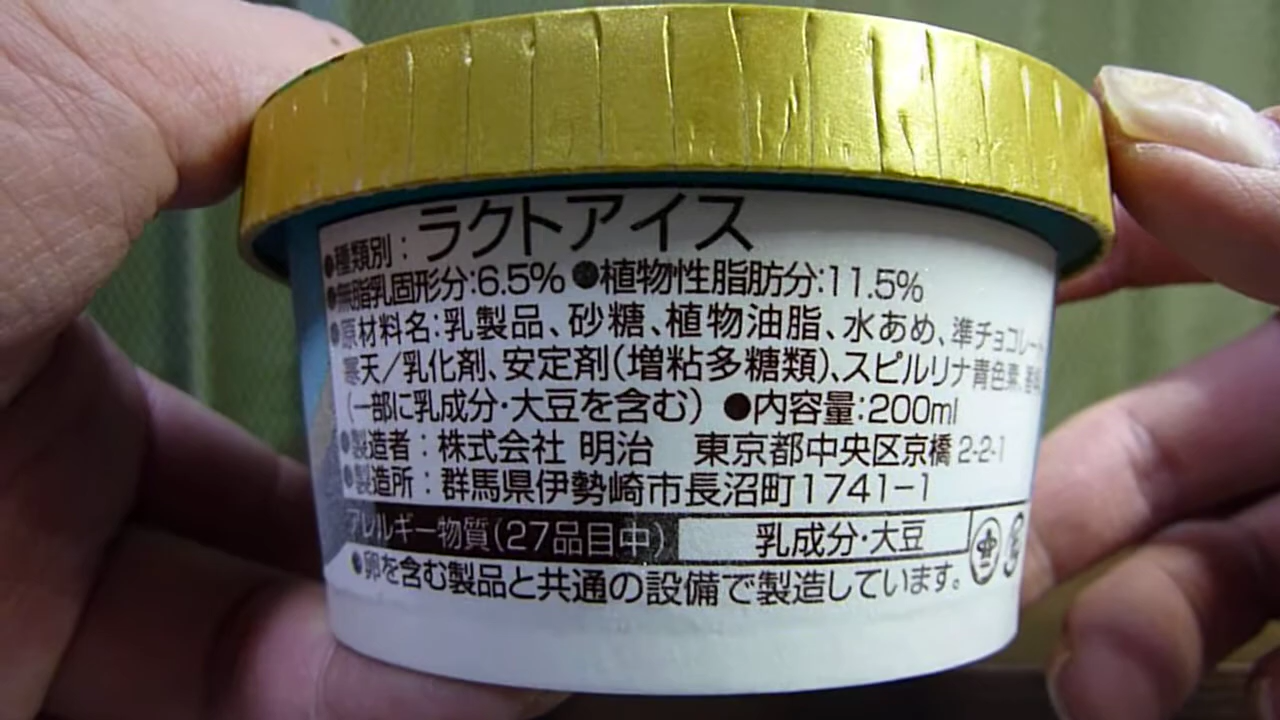 ●種類別：ラクトアイス
●無脂乳固形分:6.5% ●植物性脂肪分:11.5%
●原材料名:乳製品、砂糖、植物油脂、水あめ、準チョコレート
寒天／乳化剤、安定剤(増粘多糖類)、スピルリナ青色素、香料
(一部に乳成分・大豆を含む) ●内容量:200ml
●製造者：株式会社 明治 東京都中央区京橋2-2-1
●製造所：群馬県伊勢崎市長沼町1741-1
アレルギー物質(27品目中) 乳成分・大豆
●卵を含む製品と共通の設備で製造しています。